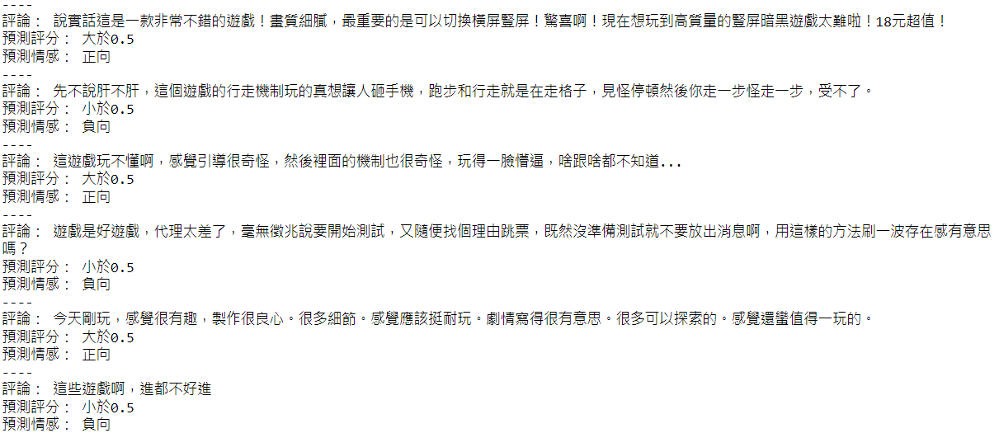 ----
評論： 說實話這是一款非常不錯的遊戲！畫質細膩，最重要的是可以切換橫屏豎屏！驚喜啊！現在想玩到高質量的豎屏暗黑遊戲太難啦！18元超值！
預測評分： 大於0.5
預測情感： 正向
----
評論： 先不說肝不肝，這個遊戲的行走機制玩的真想讓人砸手機，跑步和行走就是在走格子，見怪停頓然後你走一步怪走一步，受不了。
預測評分： 小於0.5
預測情感： 負向
----
評論： 這遊戲玩不懂啊，感覺引導很奇怪，然後裡面的機制也很奇怪，玩得一臉懵逼，啥跟啥都不知道...
預測評分： 大於0.5
預測情感： 正向
----
評論： 遊戲是好遊戲，代理太差了，毫無徵兆說要開始測試，又隨便找個理由跳票，既然沒準備測試就不要放出消息啊，用這樣的方法刷一波存在感有意思
嗎？
預測評分： 小於0.5
預測情感： 負向
----
評論： 今天剛玩，感覺很有趣，製作很良心。很多細節。感覺應該挺耐玩。劇情寫得很有意思。很多可以探索的。感覺還蠻值得一玩的。
預測評分： 大於0.5
預測情感： 正向
----
評論： 這些遊戲啊，進都不好進
預測評分： 小於0.5
預測情感： 負向